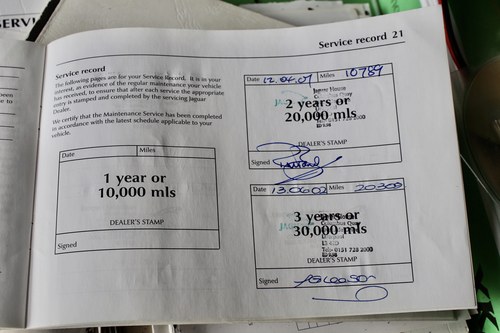 Service record 21
Service record
The following pages are for your Service Record. It is in your
interest, as evidence of the regular maintenance your vehicle
has received, to ensure that after each service the appropriate
entry is stamped and completed by the servicing Jaguar
Dealer.
We certify that the Maintenance Service has been completed
in accordance with the latest schedule applicable to your
vehicle.
Date Miles
1 year or
10,000 mls
DEALER'S STAMP
Signed
Date 12.04.01 Miles 10789
2 years or
20,000 mls
DEALER'S STAMP
Signed
Date 13.06.02 Miles 20309
3 years or
30,000 mls
Tel: 0151 728
DEALER'S STAMP
Signed